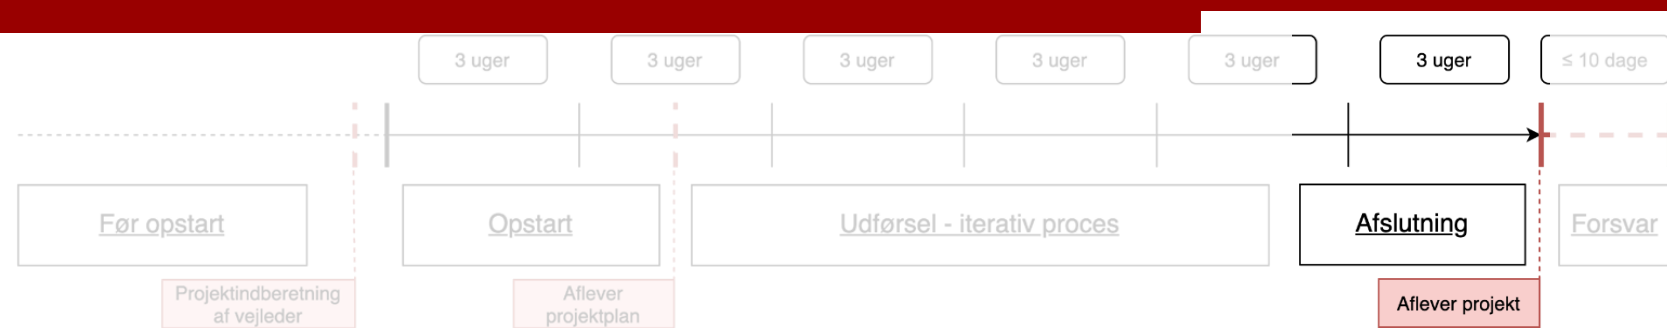 3 uger
3 uger
3 uger
3 uger
3 uger
3 uger
≤ 10 dage
Før opstart
Opstart
Udførsel - iterativ proces
Afslutning
Forsvar
Projektindberetning
af vejleder
Aflever
projektplan
Aflever projekt